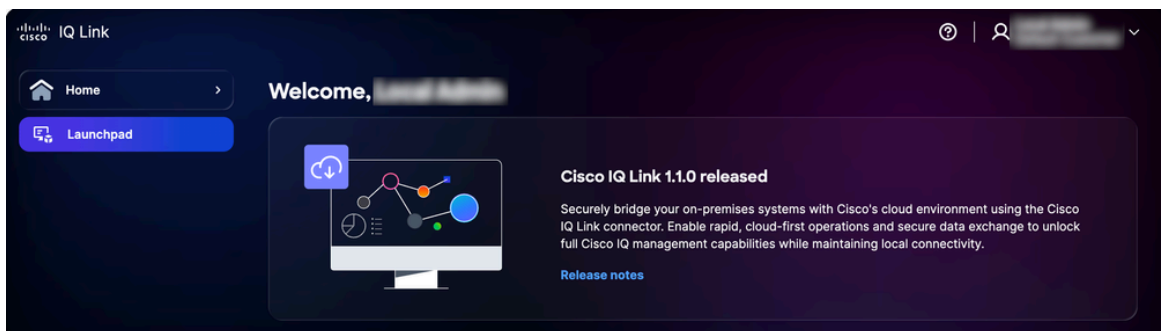 cisco IQ Link
Home
Welcome,
Launchpad
Cisco IQ Link 1.1.0 released
Securely bridge your on-premises systems with Cisco's cloud environment using the Cisco
IQ Link connector. Enable rapid, cloud-first operations and secure data exchange to unlock
full Cisco IQ management capabilities while maintaining local connectivity.
Release notes